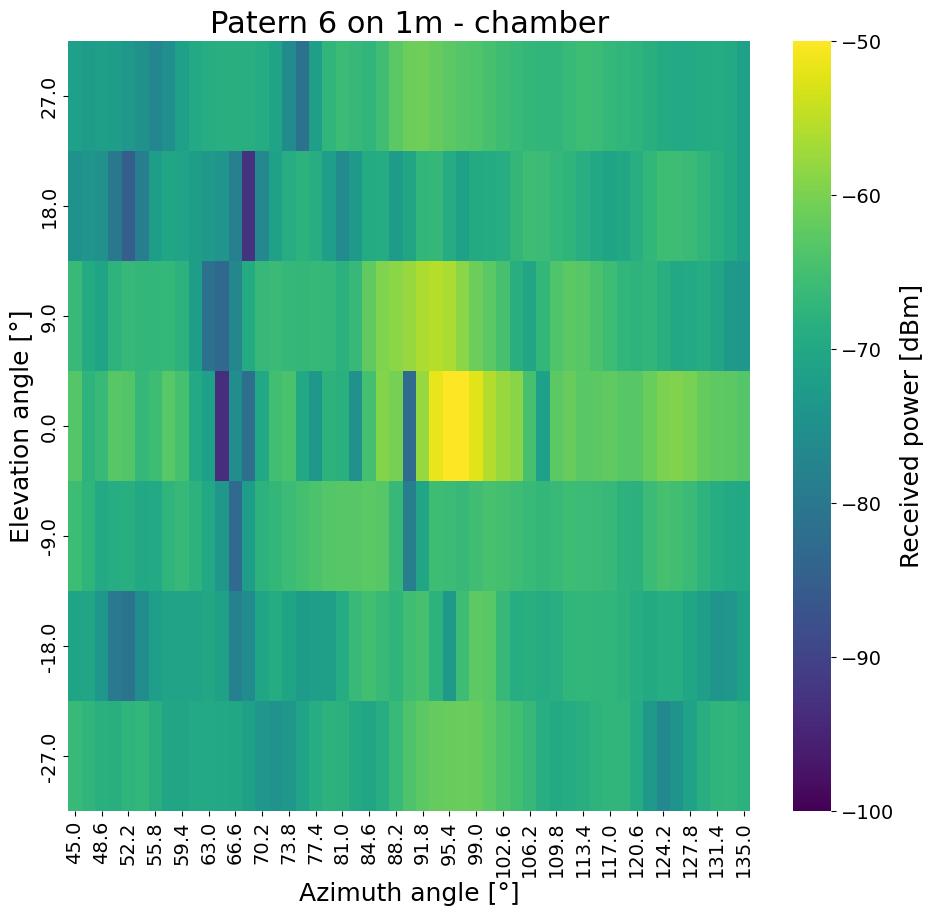 Patern 6 on 1m - chamber
Elevation angle [°]
27.0
18.0
9.0
0.0
-9.0
-18.0
-27.0
45.0 48.6 52.2 55.8 59.4 63.0 66.6 70.2 73.8 77.4 81.0 84.6 88.2 91.8 95.4 99.0 102.6 106.2 109.8 113.4 117.0 120.6 124.2 127.8 131.4 135.0
Azimuth angle [°]
−50
−60
−70
−80
−90
−100
Received power [dBm]